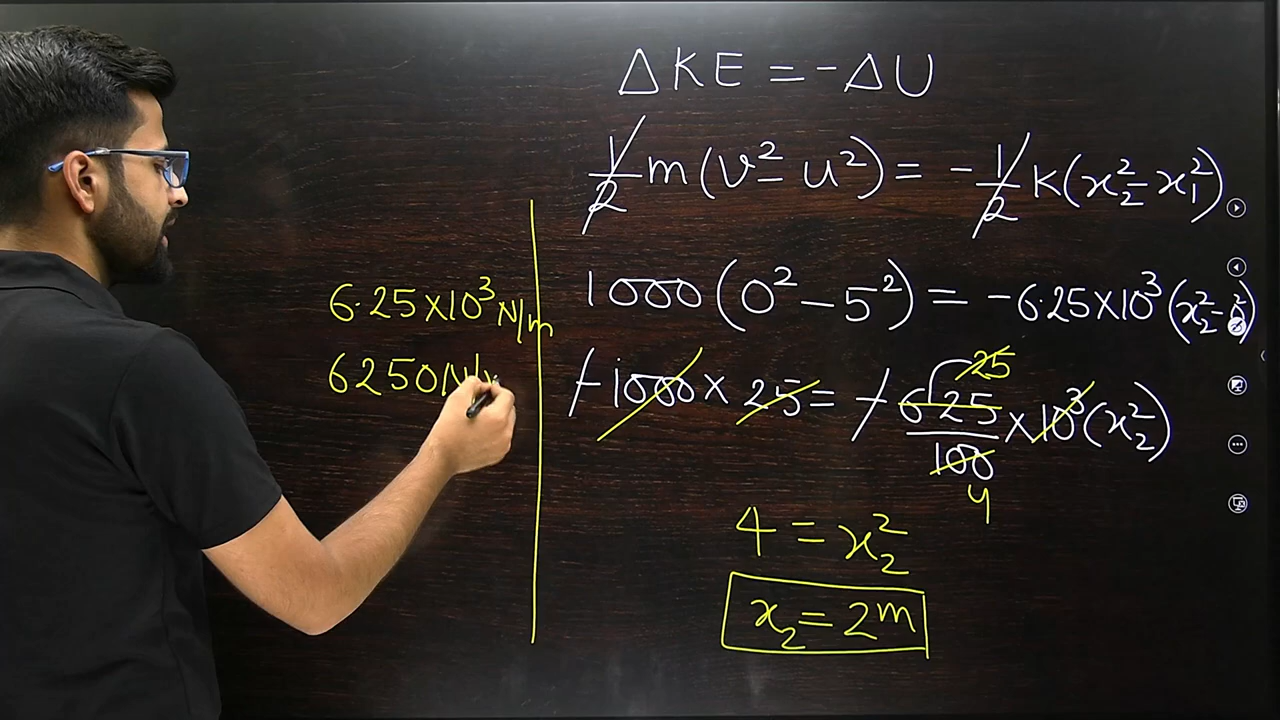 ΔKE = -ΔU
1/2 m(v² - u²) = -1/2 k(x₂² - x₁²)
1000(0² - 5²) = -6.25×10³(x₂² - 0²)
-1000 × 25 = -625/100 × 10³(x₂²)
25
4
4 = x₂²
x₂ = 2m
6.25×10³ N/m
6250 N/